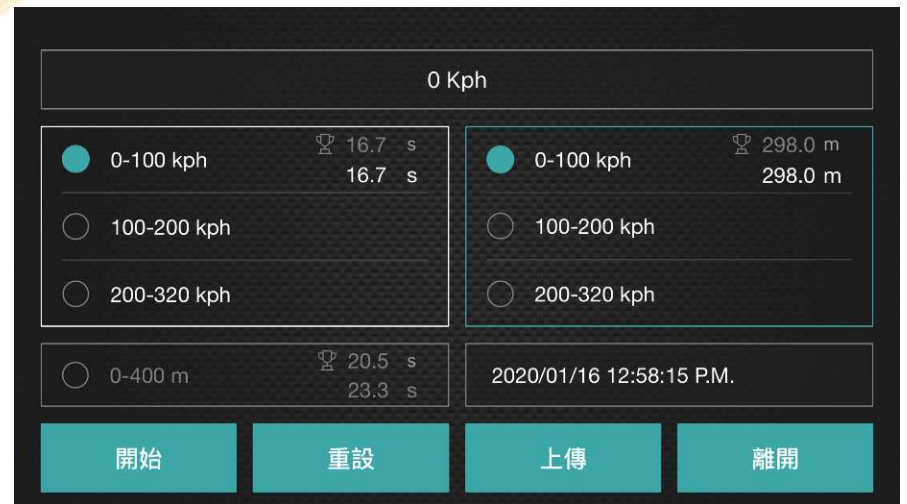 0 Kph
0-100 kph
16.7 s
16.7 s
100-200 kph
200-320 kph
0-100 kph
298.0 m
298.0 m
100-200 kph
200-320 kph
0-400 m
20.5 s
23.3 s
2020/01/16 12:58:15 P.M.
開始
重設
上傳
離開